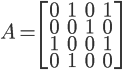 A = [ 0 1 0 1
0 0 1 0
1 0 0 1
0 1 0 0 ]